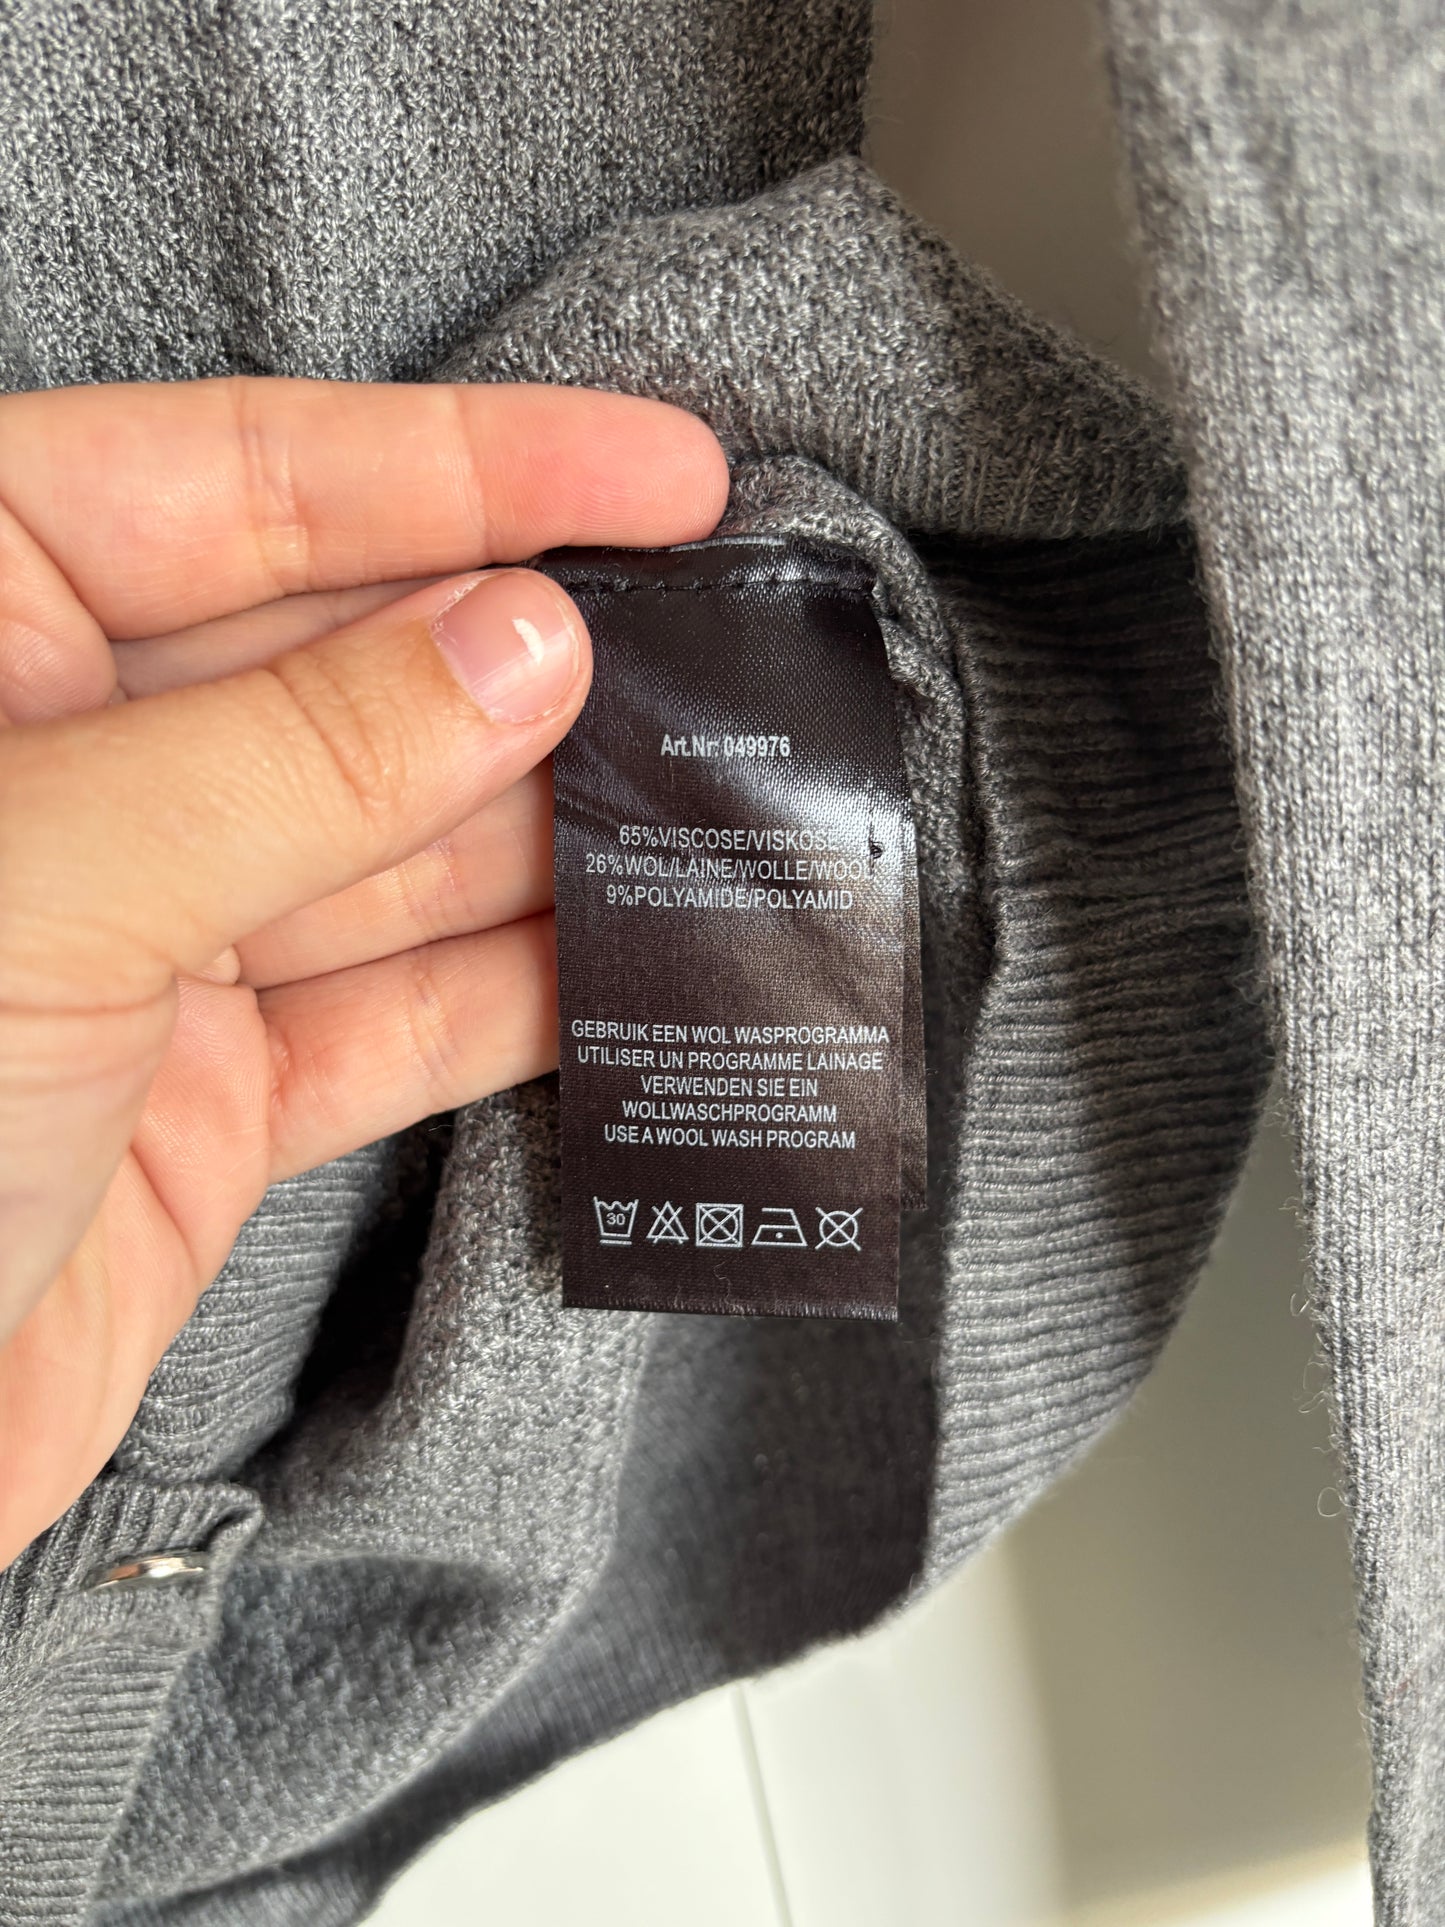 Art.Nr: 049976
65%VISCOSE/VISKOSE
26%WOL/LAINE/WOLLE/WOOL
9%POLYAMIDE/POLYAMID
GEBRUIK EEN WOL WASPROGRAMMA
UTILISER UN PROGRAMME LAINAGE
VERWENDEN SIE EIN
WOLLWASCHPROGRAMM
USE A WOOL WASH PROGRAM
30